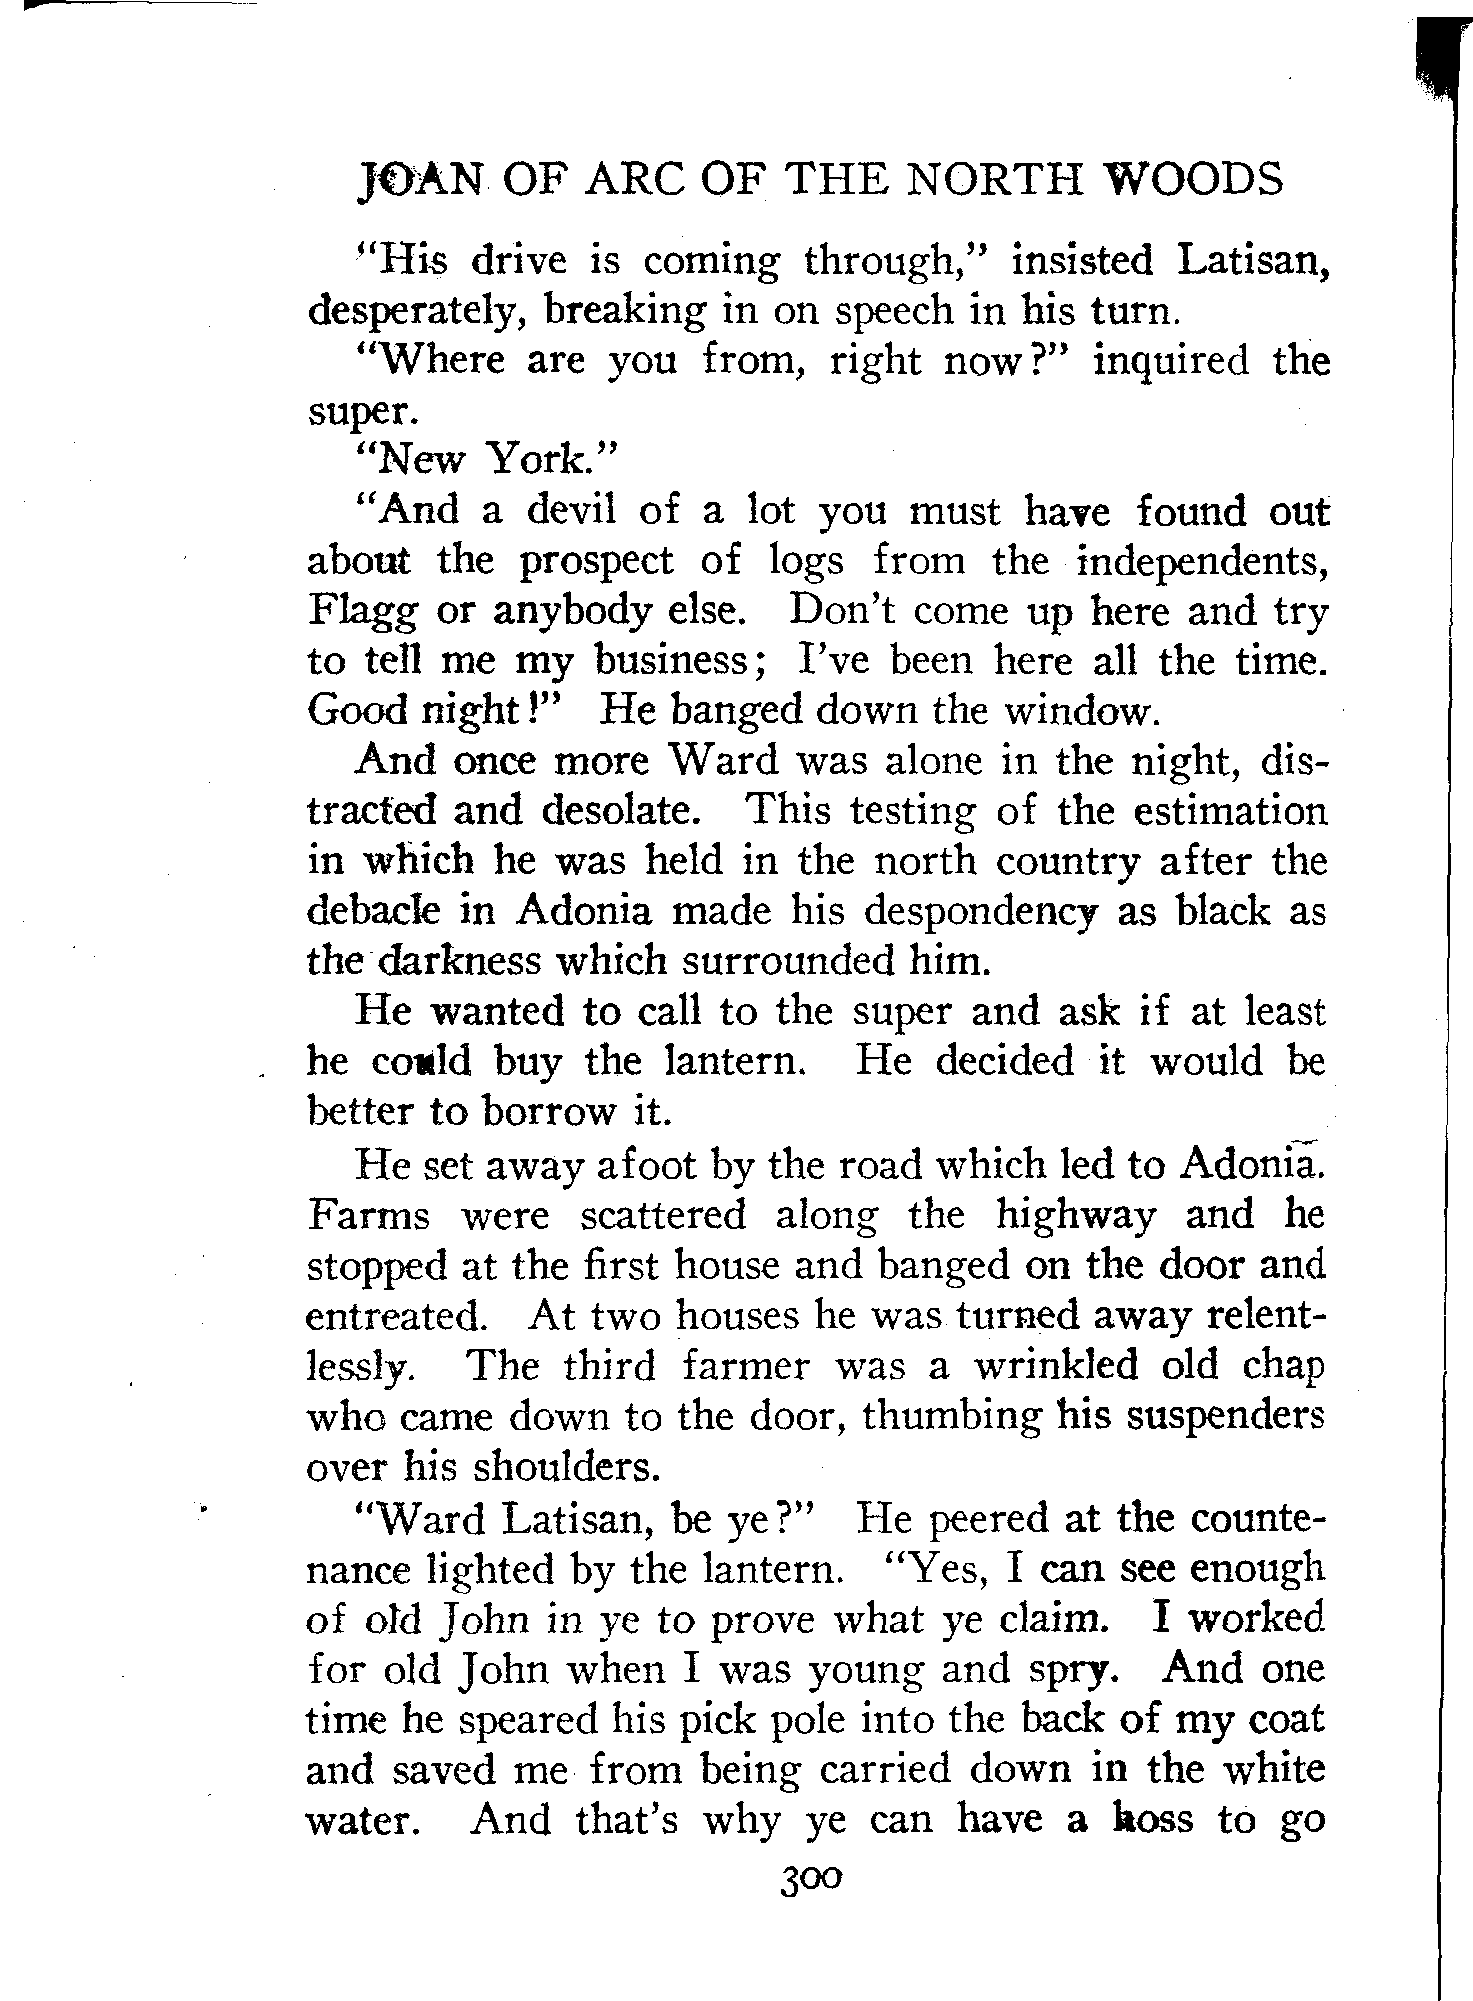 JOAN OF ARC OF THE NORTH WOODS
"His drive is coming through," insisted Latisan,
desperately, breaking in on speech in his turn.
"Where are you from, right now?" inquired the
super.
"New York."
"And a devil of a lot you must have found out
about the prospect of logs from the independents,
Flagg or anybody else. Don't come up here and try
to tell me my business; I've been here all the time.
Good night!" He banged down the window.
And once more Ward was alone in the night, dis-
tracted and desolate. This testing of the estimation
in which he was held in the north country after the
debacle in Adonia made his despondency as black as
the darkness which surrounded him.
He wanted to call to the super and ask if at least
he could buy the lantern. He decided it would be
better to borrow it.
He set away afoot by the road which led to Adonia.
Farms were scattered along the highway and he
stopped at the first house and banged on the door and
entreated. At two houses he was turned away relent-
lessly. The third farmer was a wrinkled old chap
who came down to the door, thumbing his suspenders
over his shoulders.
"Ward Latisan, be ye?" He peered at the counte-
nance lighted by the lantern. "Yes, I can see enough
of old John in ye to prove what ye claim. I worked
for old John when I was young and spry. And one
time he speared his pick pole into the back of my coat
and saved me from being carried down in the white
water. And that's why ye can have a hoss to go
300